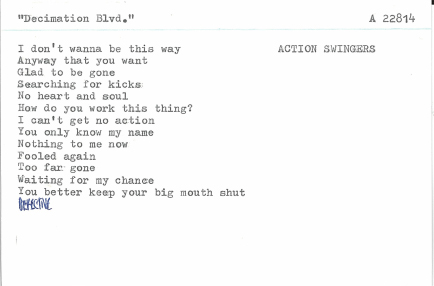 "Decimation Blvd." A 22814
I don't wanna be this way ACTION SWINGERS
Anyway that you want
Glad to be gone
Searching for kicks
No heart and soul
How do you work this thing?
I can't get no action
You only know my name
Nothing to me now
Fooled again
Too far gone
Waiting for my chance
You better keep your big mouth shut
DEFECTIVE